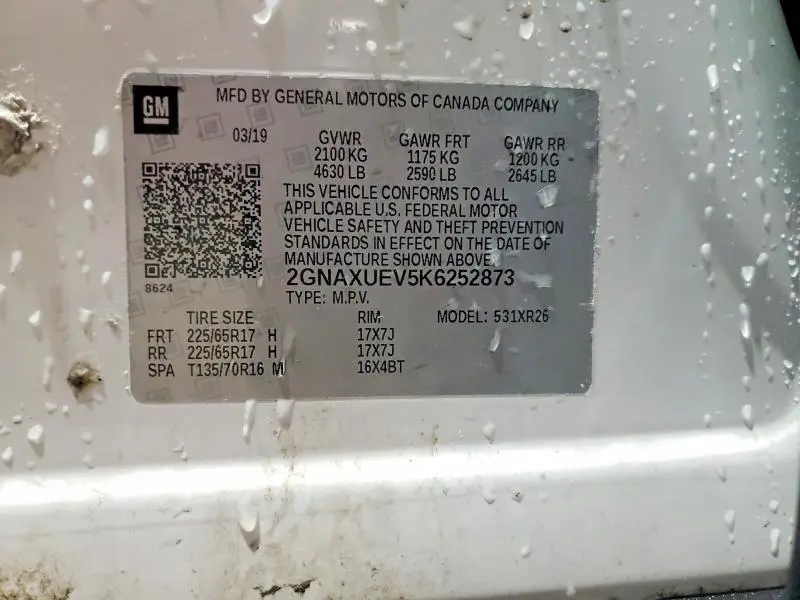 GM
MFD BY GENERAL MOTORS OF CANADA COMPANY
03/19 GVWR GAWR FRT GAWR RR
2100 KG 1175 KG 1200 KG
4630 LB 2590 LB 2645 LB
THIS VEHICLE CONFORMS TO ALL
APPLICABLE U.S. FEDERAL MOTOR
VEHICLE SAFETY AND THEFT PREVENTION
STANDARDS IN EFFECT ON THE DATE OF
MANUFACTURE SHOWN ABOVE.
8624
2GNAXUEV5K6252873
TYPE: M.P.V.
TIRE SIZE RIM MODEL: 531XR26
FRT 225/65R17 H 17X7J
RR 225/65R17 H 17X7J
SPA T135/70R16 M 16X4BT